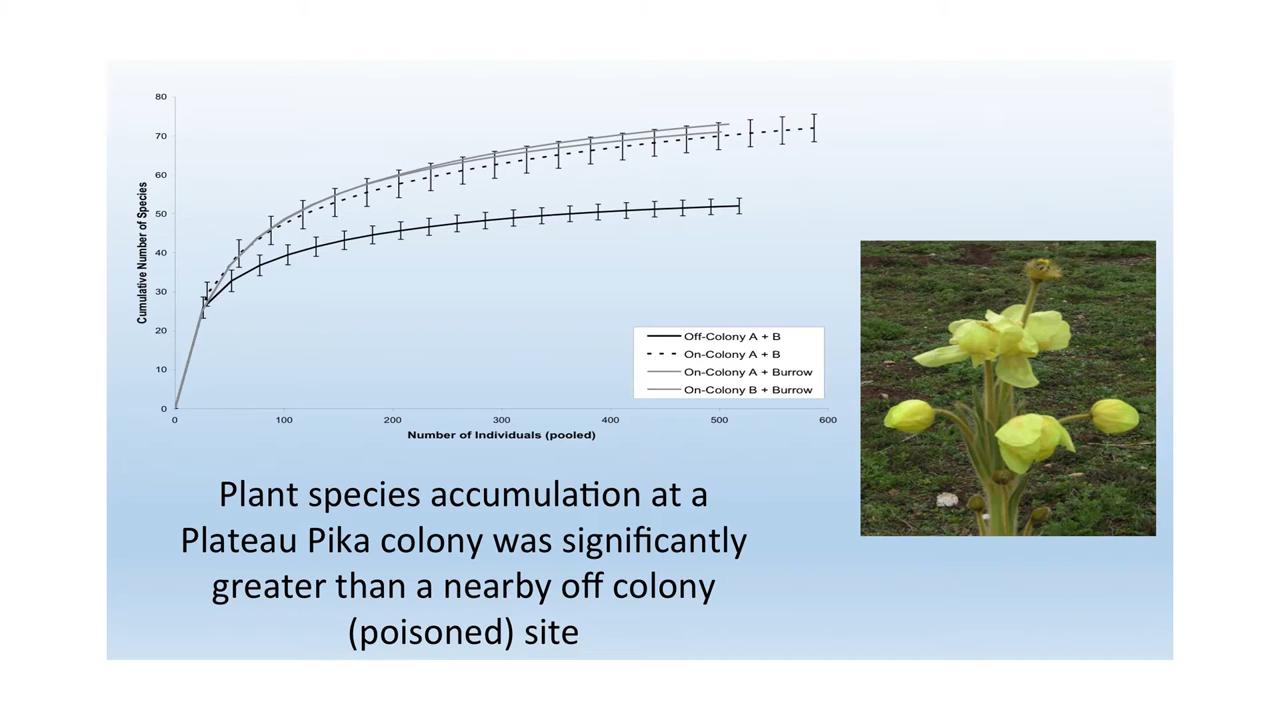 80
70
60
50
40
30
20
10
0
Cumulative Number of Species
0 100 200 300 400 500 600
Number of Individuals (pooled)
Off-Colony A + B
On-Colony A + B
On-Colony A + Burrow
On-Colony B + Burrow
Plant species accumulation at a
Plateau Pika colony was significantly
greater than a nearby off colony
(poisoned) site